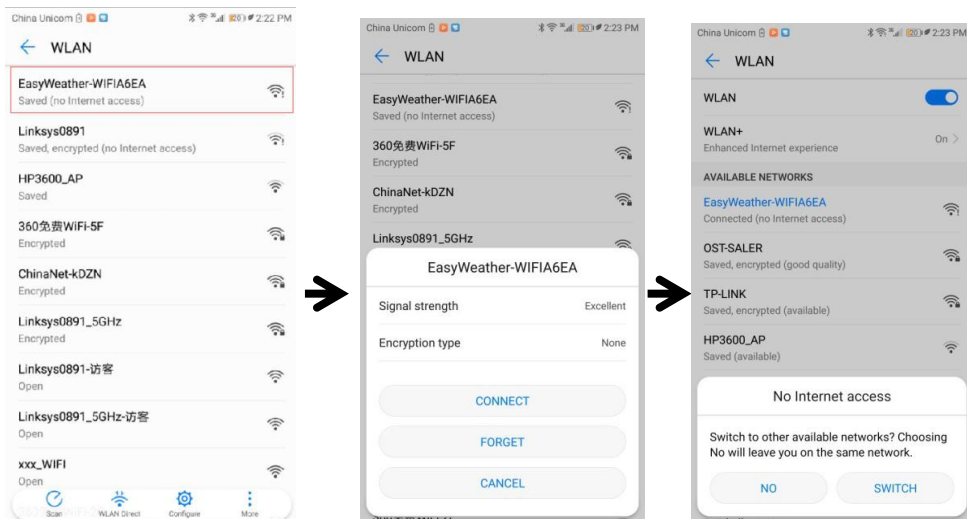 China Unicom 2:22 PM
WLAN
EasyWeather-WIFIA6EA
Saved (no Internet access)
Linksys0891
Saved, encrypted (no Internet access)
HP3600_AP
Saved
360免费WiFi-5F
Encrypted
ChinaNet-kDZN
Encrypted
Linksys0891_5GHz
Encrypted
Linksys0891-访客
Open
Linksys0891_5GHz-访客
Open
xxx_WIFI
Open
Scan WLAN Direct Configure More
China Unicom 2:23 PM
WLAN
EasyWeather-WIFIA6EA
Saved (no Internet access)
360免费WiFi-5F
Encrypted
ChinaNet-kDZN
Encrypted
Linksys0891_5GHz
EasyWeather-WIFIA6EA
Signal strength Excellent
Encryption type None
CONNECT
FORGET
CANCEL
China Unicom 2:23 PM
WLAN
WLAN
WLAN+
Enhanced Internet experience On
AVAILABLE NETWORKS
EasyWeather-WIFIA6EA
Connected (no Internet access)
OST-SALER
Saved, encrypted (good quality)
TP-LINK
Saved, encrypted (available)
HP3600_AP
Saved (available)
No Internet access
Switch to other available networks? Choosing
No will leave you on the same network.
NO SWITCH